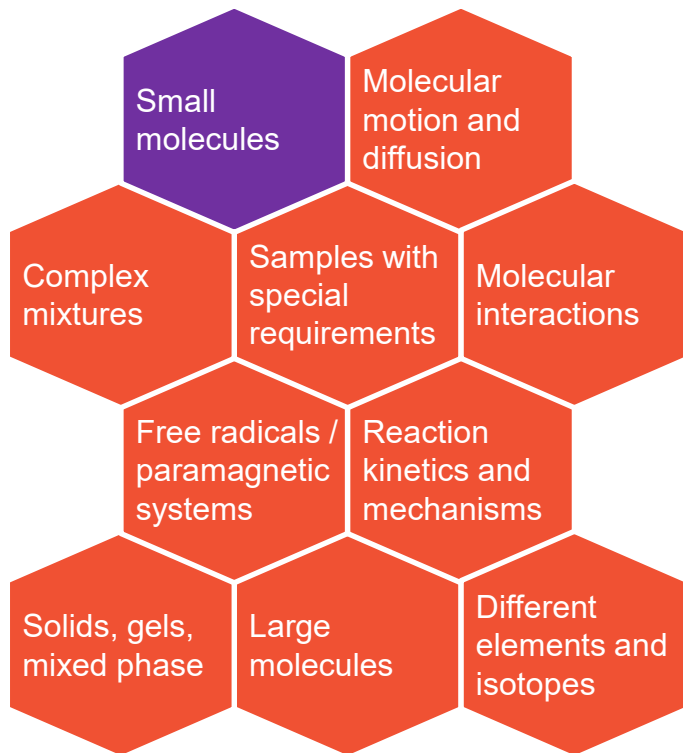 Small
molecules
Molecular
motion and
diffusion
Complex
mixtures
Samples with
special
requirements
Molecular
interactions
Free radicals /
paramagnetic
systems
Reaction
kinetics and
mechanisms
Solids, gels,
mixed phase
Large
molecules
Different
elements and
isotopes